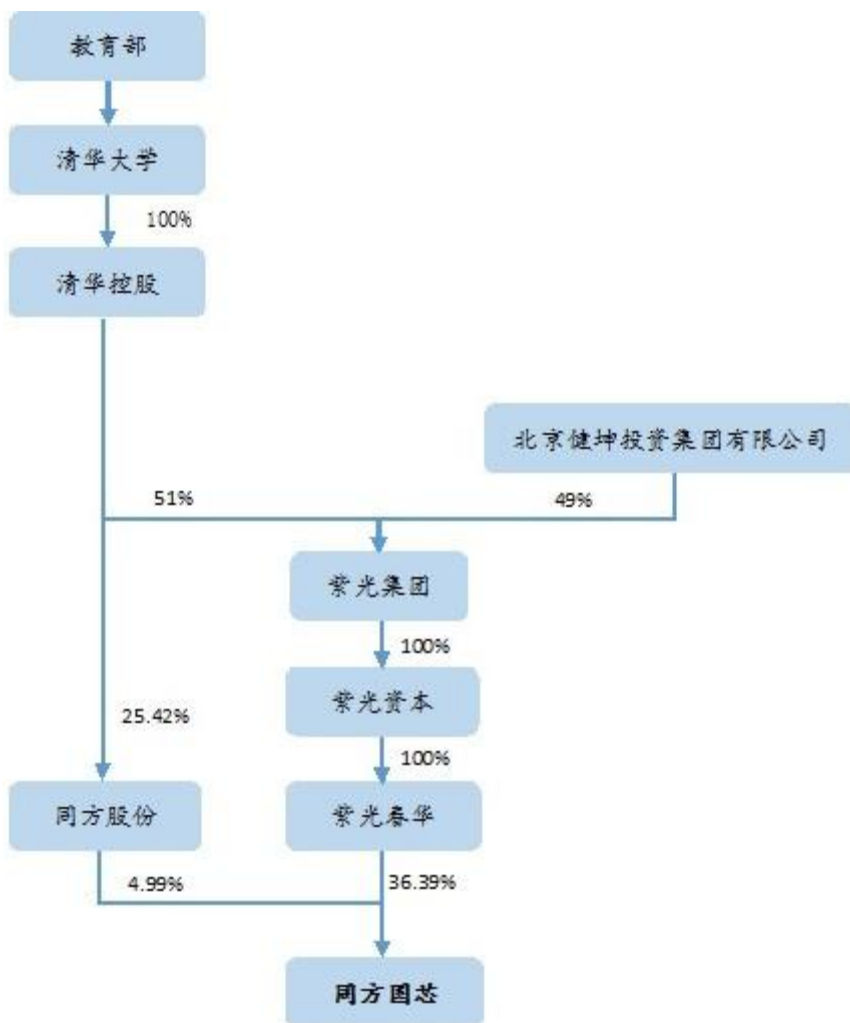 教育部
清华大学
100%
清华控股
北京健坤投资集团有限公司
51%
49%
紫光集团
100%
紫光资本
25.42%
100%
同方股份
紫光春华
4.99%
36.39%
同方国芯